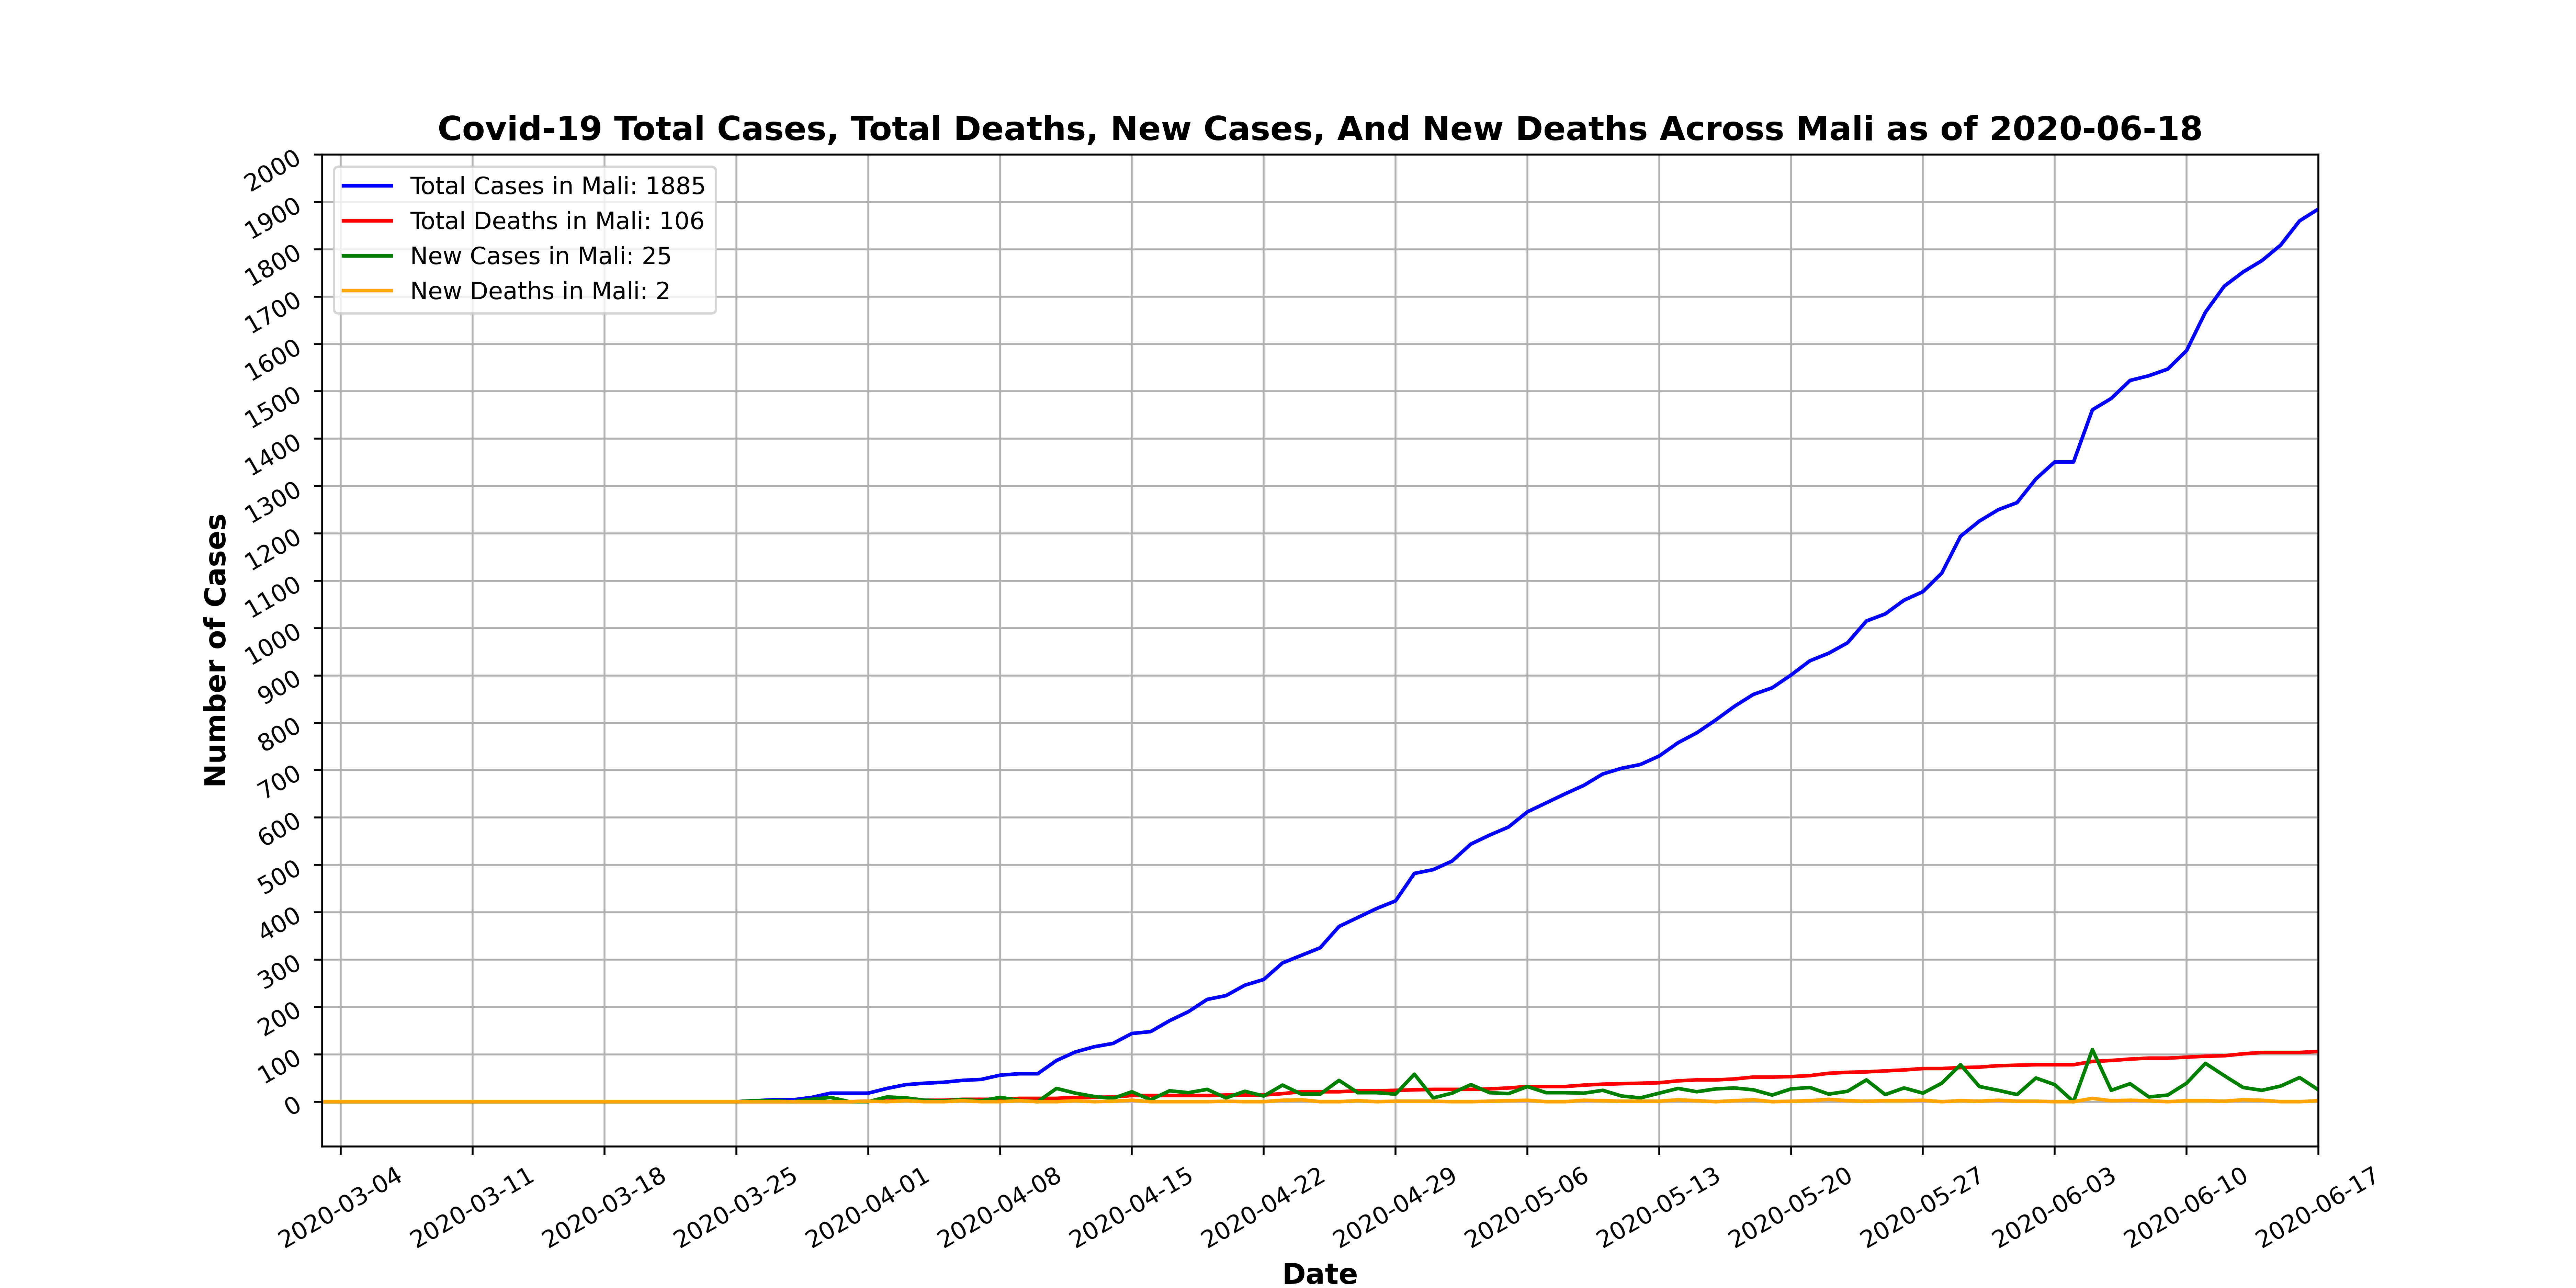 Covid-19 Total Cases, Total Deaths, New Cases, And New Deaths Across Mali as of 2020-06-18
Total Cases in Mali: 1885
Total Deaths in Mali: 106
New Cases in Mali: 25
New Deaths in Mali: 2
Number of Cases
2000
1900
1800
1700
1600
1500
1400
1300
1200
1100
1000
900
800
700
600
500
400
300
200
100
0
2020-03-04 2020-03-11 2020-03-18 2020-03-25 2020-04-01 2020-04-08 2020-04-15 2020-04-22 2020-04-29 2020-05-06 2020-05-13 2020-05-20 2020-05-27 2020-06-03 2020-06-10 2020-06-17
Date